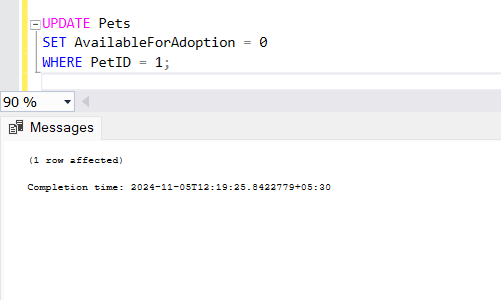 UPDATE Pets
SET AvailableForAdoption = 0
WHERE PetID = 1;
90 %
Messages
(1 row affected)
Completion time: 2024-11-05T12:19:25.8422779+05:30